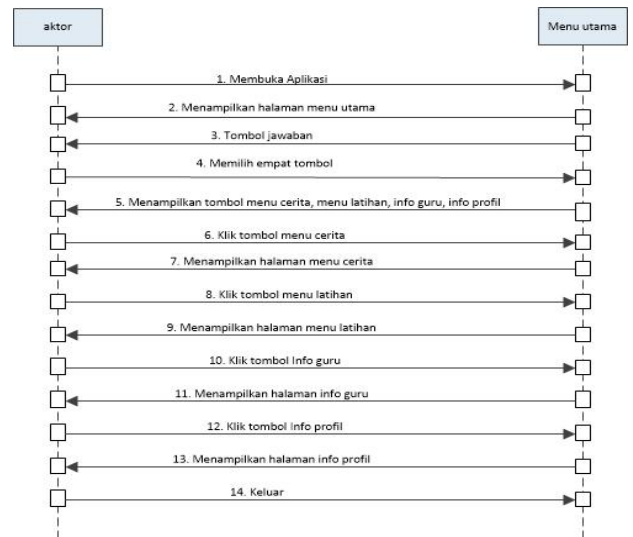 aktor
Menu utama
1. Membuka Aplikasi
2. Menampilkan halaman menu utama
3. Tombol jawaban
4. Memilih empat tombol
5. Menampilkan tombol menu cerita, menu latihan, info guru, info profil
6. Klik tombol menu cerita
7. Menampilkan halaman menu cerita
8. Klik tombol menu latihan
9. Menampilkan halaman menu latihan
10. Klik tombol Info guru
11. Menampilkan halaman info guru
12. Klik tombol Info profil
13. Menampilkan halaman info profil
14. Keluar